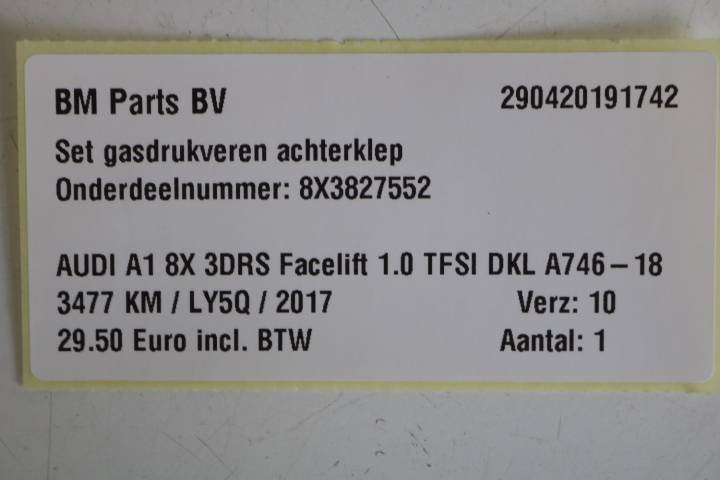 BM Parts BV 290420191742
Set gasdrukveren achterklep
Onderdeelnummer: 8X3827552
AUDI A1 8X 3DRS Facelift 1.0 TFSI DKL A746-18
3477 KM / LY5Q / 2017 Verz: 10
29.50 Euro incl. BTW Aantal: 1